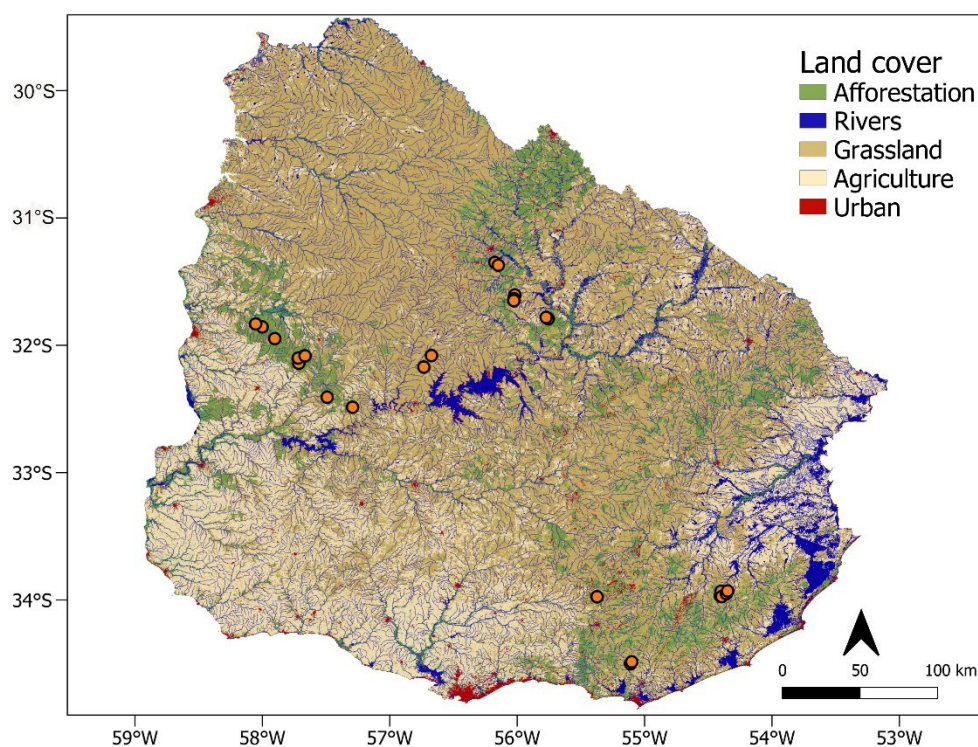 Land cover
Afforestation
Rivers
Grassland
Agriculture
Urban
30°S
31°S
32°S
33°S
34°S
0 50 100 km
59°W 58°W 57°W 56°W 55°W 54°W 53°W